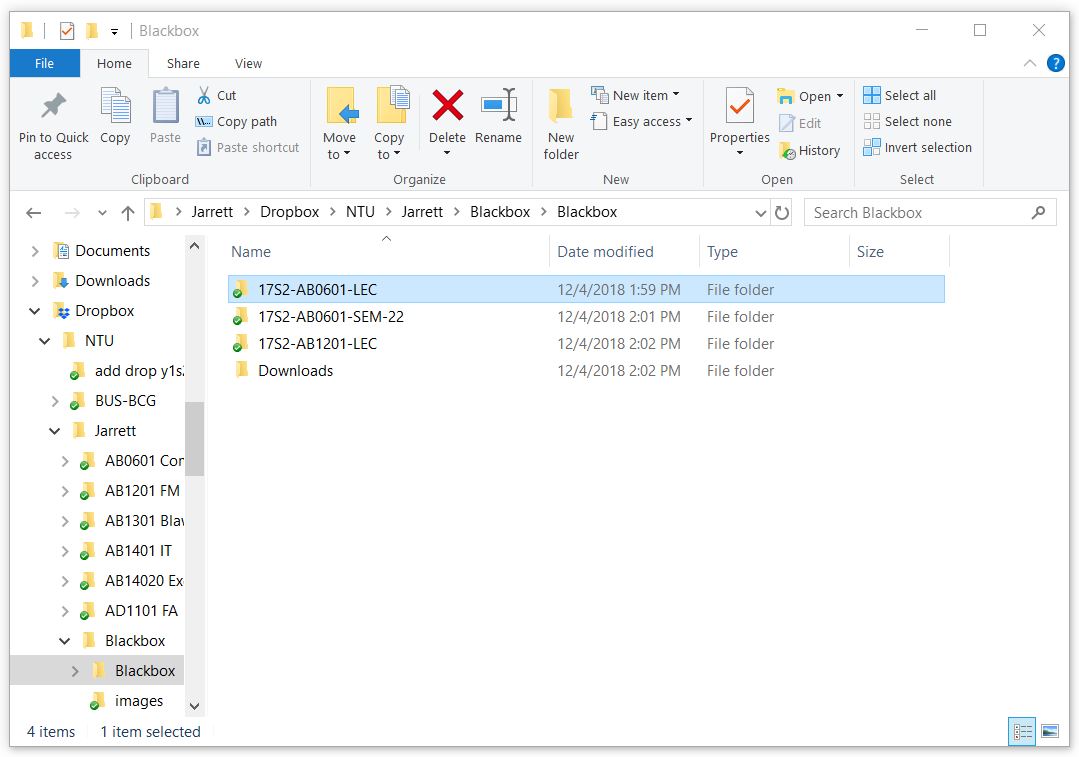 Blackbox
File Home Share View
Pin to Quick access
Copy
Paste
Cut
Copy path
Paste shortcut
Clipboard
Move to
Copy to
Delete
Rename
Organize
New folder
New item
Easy access
New
Properties
Open
Edit
History
Open
Select all
Select none
Invert selection
Select
Jarrett > Dropbox > NTU > Jarrett > Blackbox > Blackbox
Search Blackbox
Documents
Downloads
Dropbox
NTU
add drop y1s2
BUS-BCG
Jarrett
AB0601 Con
AB1201 FM
AB1301 Blaw
AB1401 IT
AB14020 Ex
AD1101 FA
Blackbox
Blackbox
images
Name Date modified Type Size
17S2-AB0601-LEC 12/4/2018 1:59 PM File folder
17S2-AB0601-SEM-22 12/4/2018 2:01 PM File folder
17S2-AB1201-LEC 12/4/2018 2:02 PM File folder
Downloads 12/4/2018 2:02 PM File folder
4 items 1 item selected